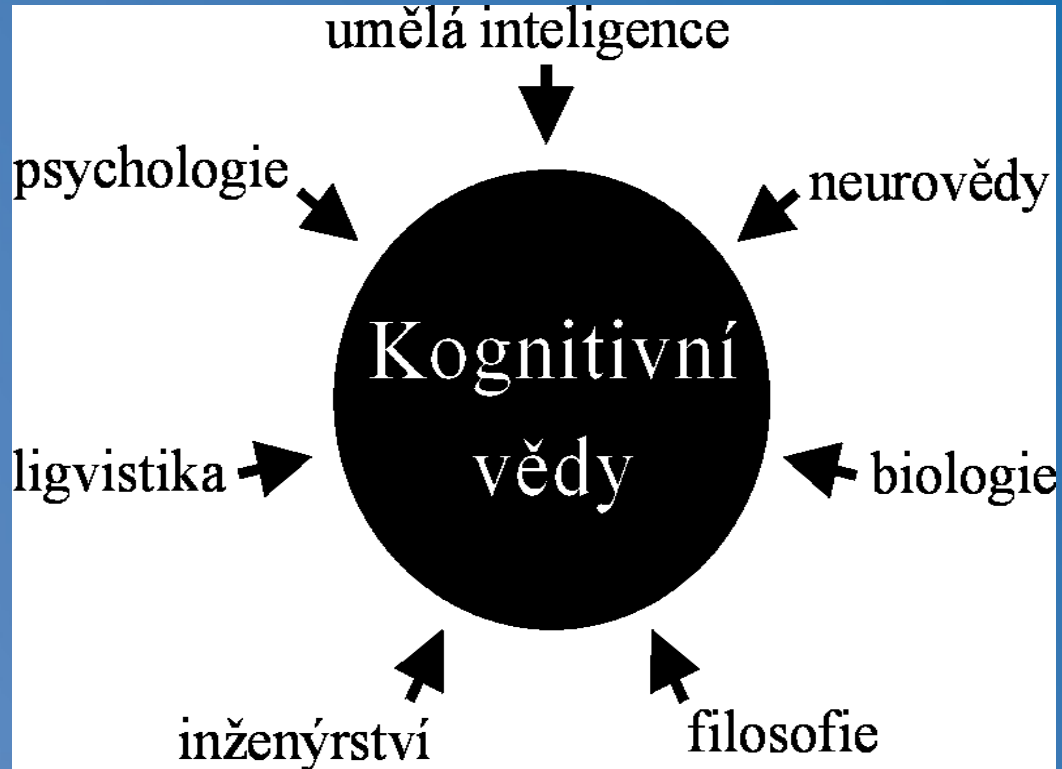 umělá inteligence
psychologie
neurovědy
Kognitivní
vědy
ligvistika
biologie
inženýrství
filosofie